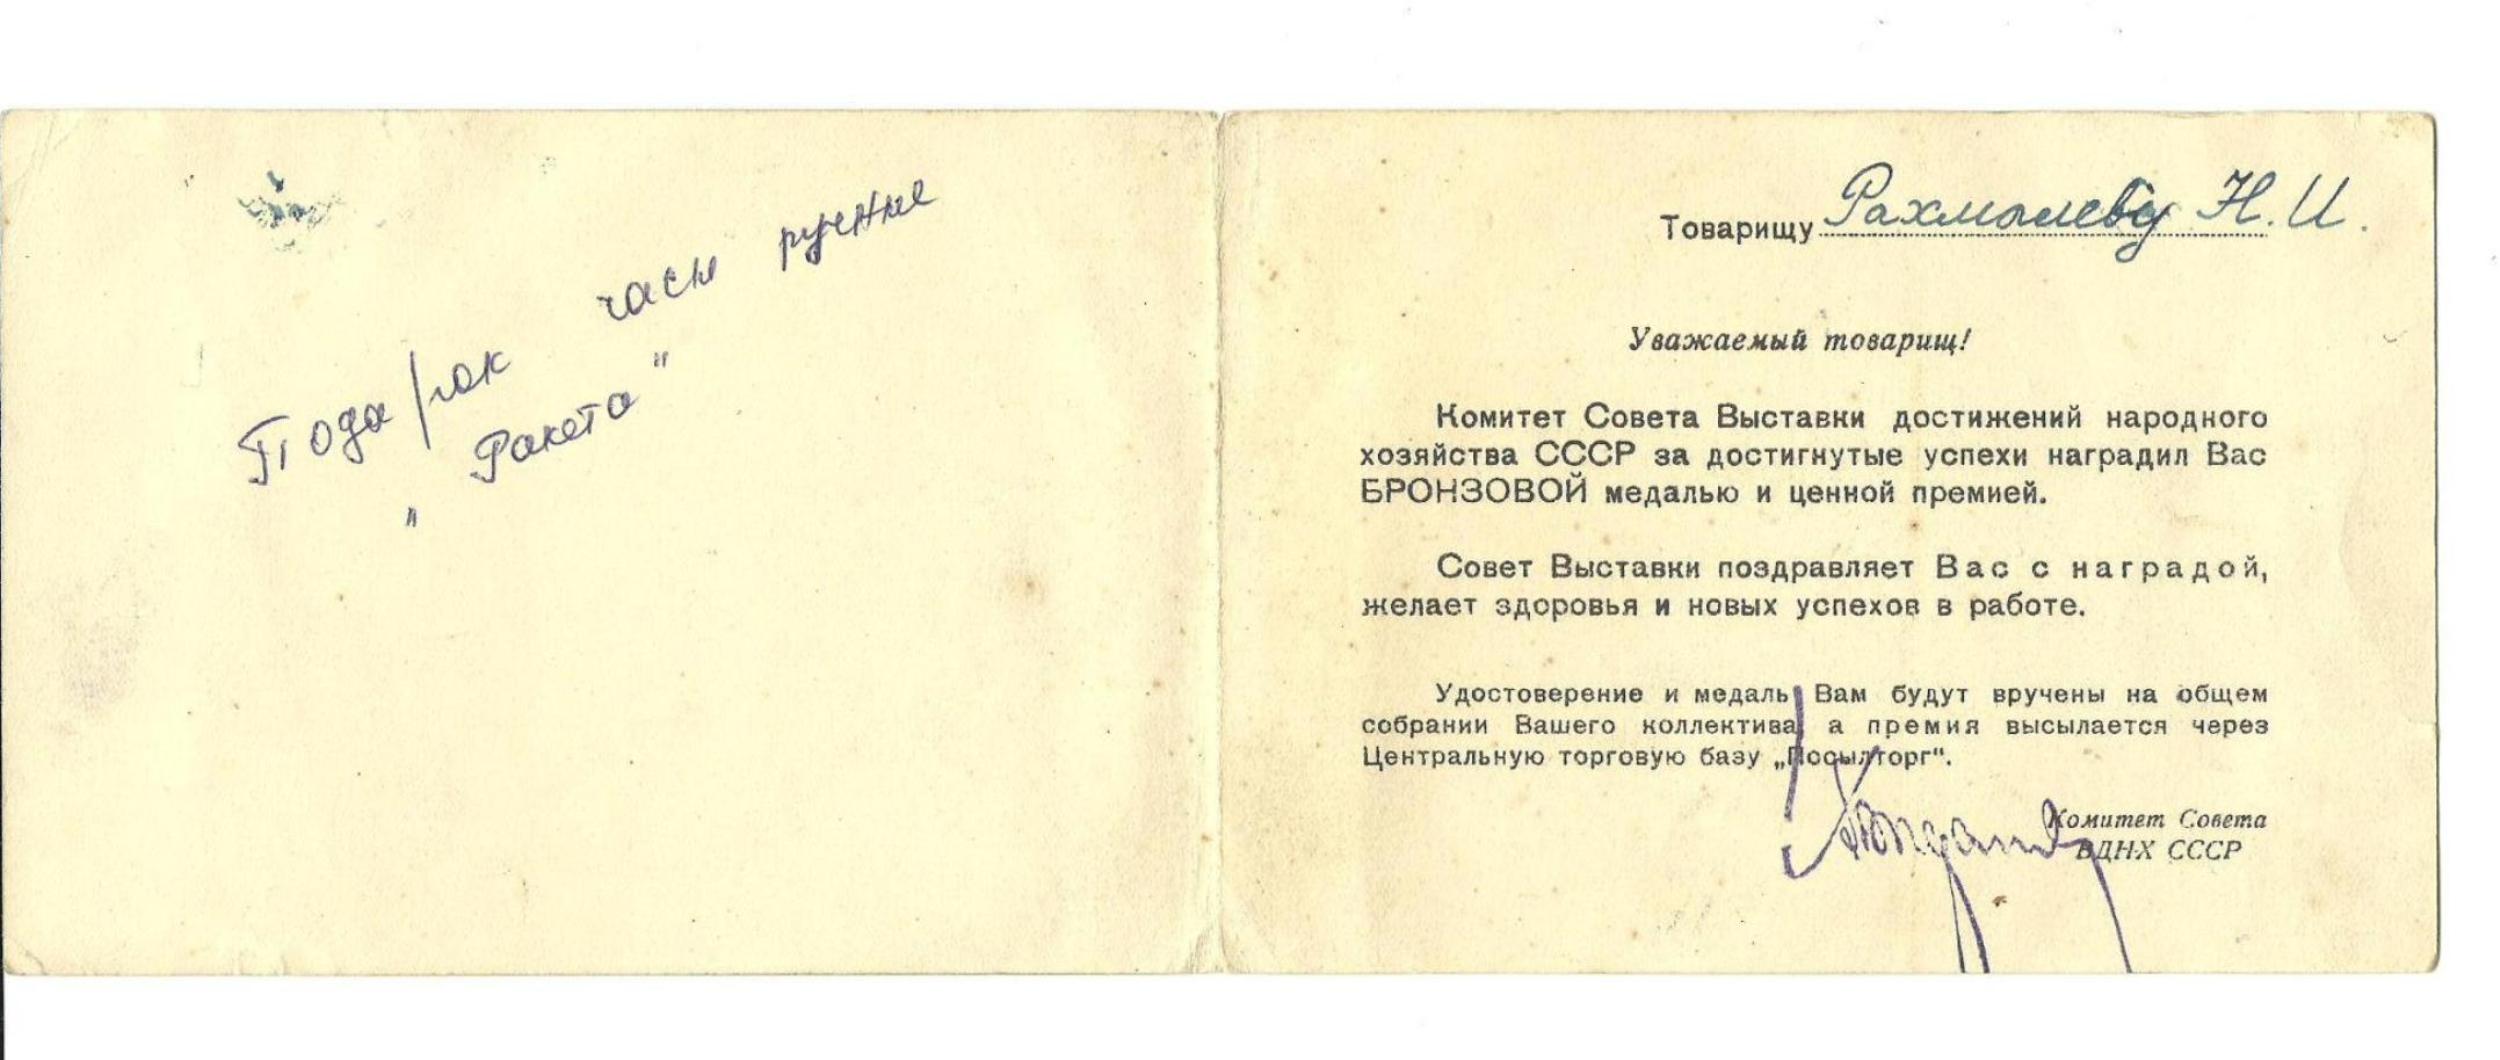 Подарок часы ручные
"Ракета"
Товарищу Рахмылеву Н. И.
Уважаемый товарищ!
Комитет Совета Выставки достижений народного
хозяйства СССР за достигнутые успехи наградил Вас
БРОНЗОВОЙ медалью и ценной премией.
Совет Выставки поздравляет Вас с наградой,
желает здоровья и новых успехов в работе.
Удостоверение и медаль Вам будут вручены на общем
собрании Вашего коллектива, а премия высылается через
Центральную торговую базу „Посылторг".
Комитет Совета
ВДНХ СССР